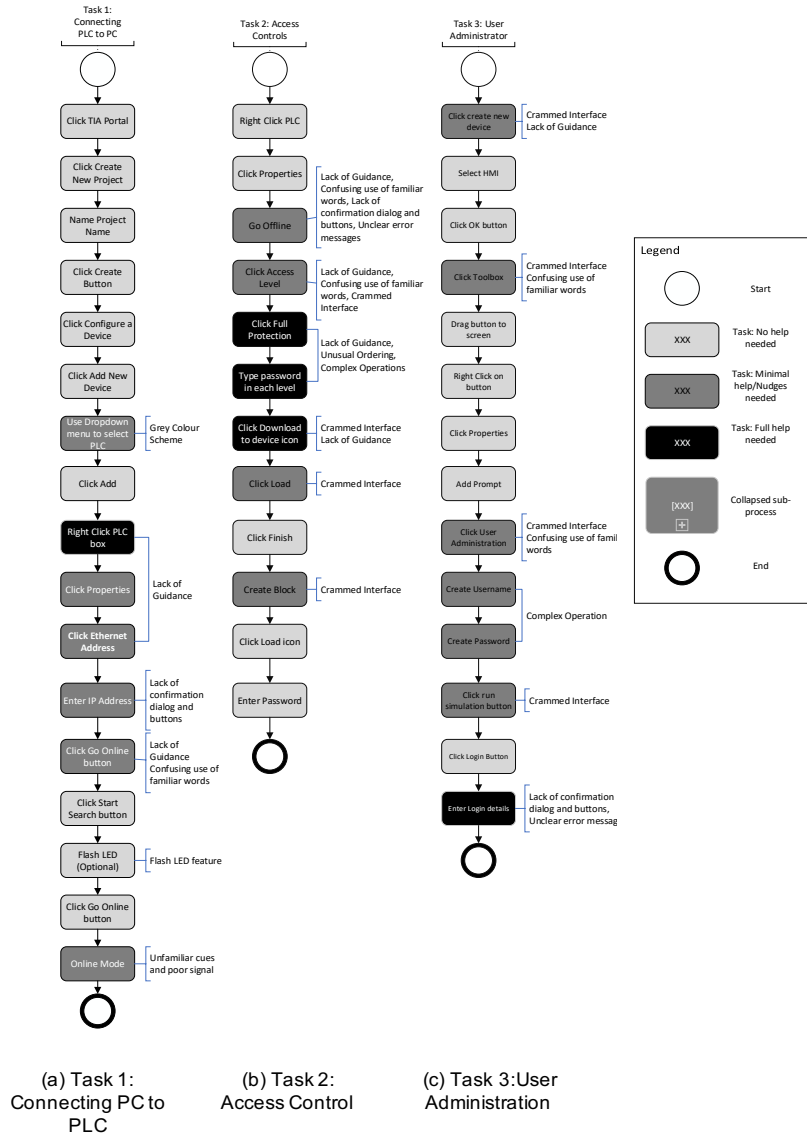 Task 1:
Connecting
PLC to PC
Click TIA Portal
Click Create
New Project
Name Project
Name
Click Create
Button
Click Configure a
Device
Click Add New
Device
Use Dropdown
menu to select
PLC
Grey Colour
Scheme
Click Add
Right Click PLC
box
Click Properties
Click Ethernet
Address
Lack of
Guidance
Enter IP Address
Lack of
confirmation
dialog and
buttons
Click Go Online
button
Lack of
Guidance
Confusing use of
familiar words
Click Start
Search button
Flash LED
(Optional)
Flash LED feature
Click Go Online
button
Online Mode
Unfamiliar cues
and poor signal
(a) Task 1:
Connecting PC to
PLC
Task 2: Access
Controls
Right Click PLC
Click Properties
Go Offline
Lack of Guidance,
Confusing use of familiar
words, Lack of
confirmation dialog and
buttons, Unclear error
messages
Click Access
Level
Lack of Guidance,
Confusing use of familiar
words, Crammed
Interface
Click Full
Protection
Type password
in each level
Lack of Guidance,
Unusual Ordering,
Complex Operations
Click Download
to device icon
Crammed Interface
Lack of Guidance
Click Load
Crammed Interface
Click Finish
Create Block
Crammed Interface
Click Load icon
Enter Password
(b) Task 2:
Access Control
Task 3: User
Administrator
Click create new
device
Crammed Interface
Lack of Guidance
Select HMI
Click OK button
Click Toolbox
Crammed Interface
Confusing use of
familiar words
Drag button to
screen
Right Click on
button
Click Properties
Add Prompt
Click User
Administration
Crammed Interface
Confusing use of famil
words
Create Username
Create Password
Complex Operation
Click run
simulation button
Crammed Interface
Click Login Button
Enter Login details
Lack of confirmation
dialog and buttons,
Unclear error messag
(c) Task 3:User
Administration
Legend
Start
XXX
Task: No help
needed
XXX
Task: Minimal
help/Nudges
needed
XXX
Task: Full help
needed
[XXX]
Collapsed sub-
process
End